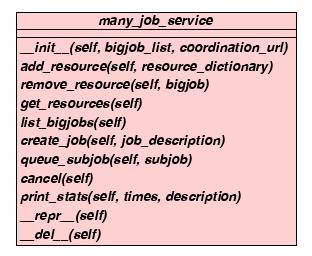 many_job_service
__init__(self, bigjob_list, coordination_url)
add_resource(self, resource_dictionary)
remove_resource(self, bigjob)
get_resources(self)
list_bigjobs(self)
create_job(self, job_description)
queue_subjob(self, subjob)
cancel(self)
print_stats(self, times, description)
__repr__(self)
__del__(self)